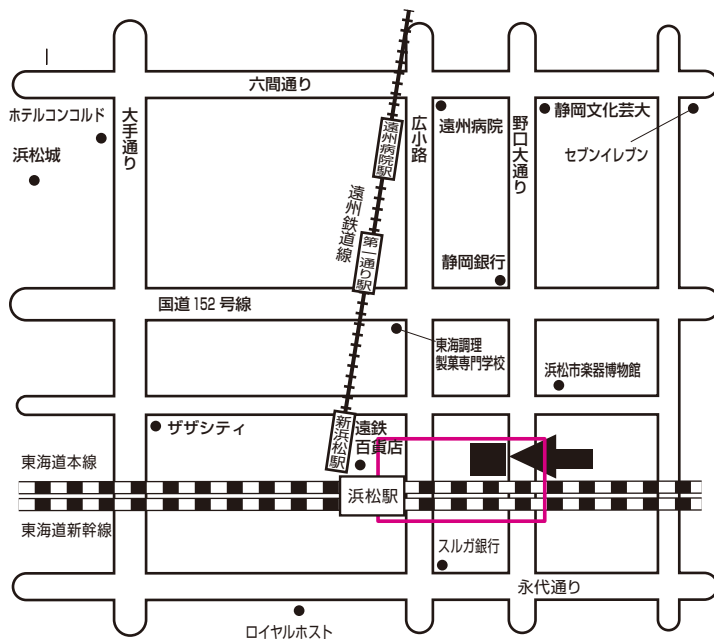 六間通り
ホテルコンコルド
浜松城
大手通り
遠州病院駅
広小路
遠州病院
野口大通り
静岡文化芸大
セブンイレブン
遠州鉄道線
第一通り駅
静岡銀行
国道 152 号線
東海調理
製菓専門学校
浜松市楽器博物館
ザザシティ
新浜松駅
遠鉄
百貨店
東海道本線
浜松駅
東海道新幹線
スルガ銀行
永代通り
ロイヤルホスト